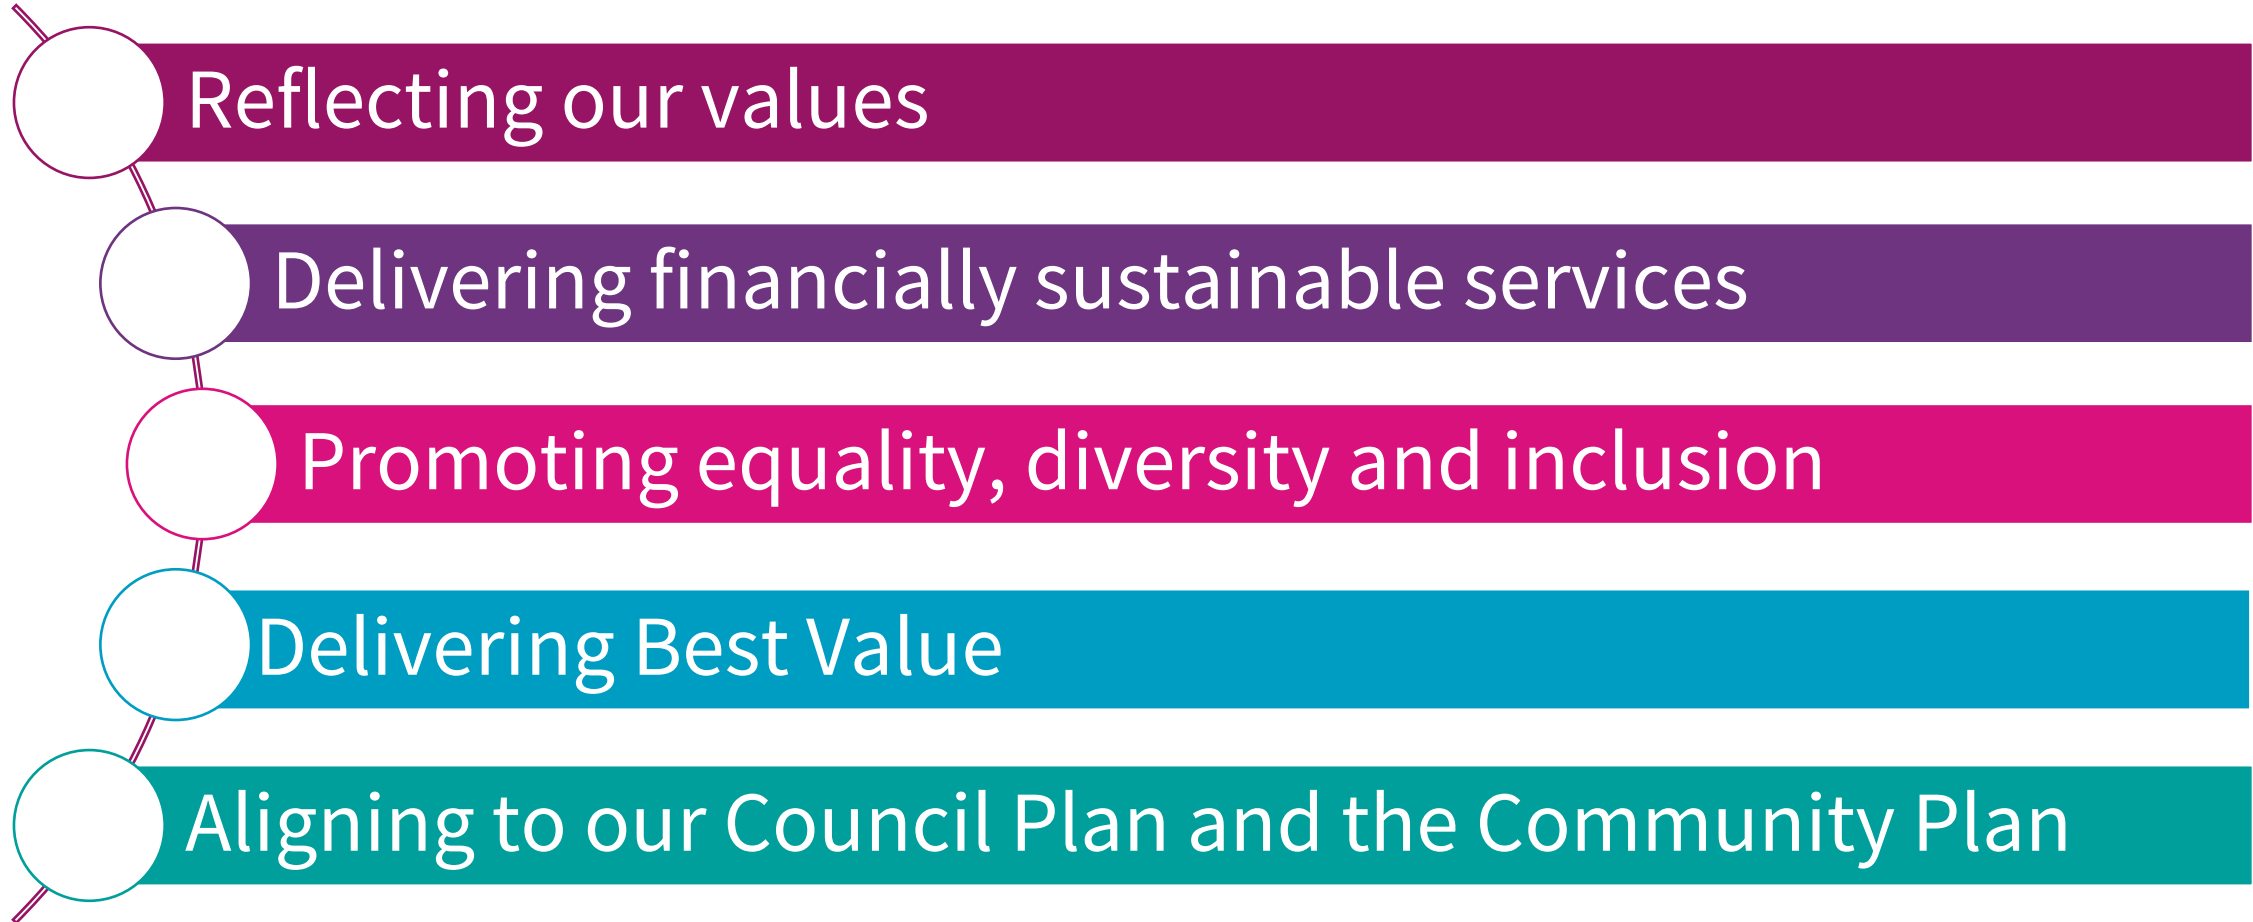 Reflecting our values
Delivering financially sustainable services
Promoting equality, diversity and inclusion
Delivering Best Value
Aligning to our Council Plan and the Community Plan